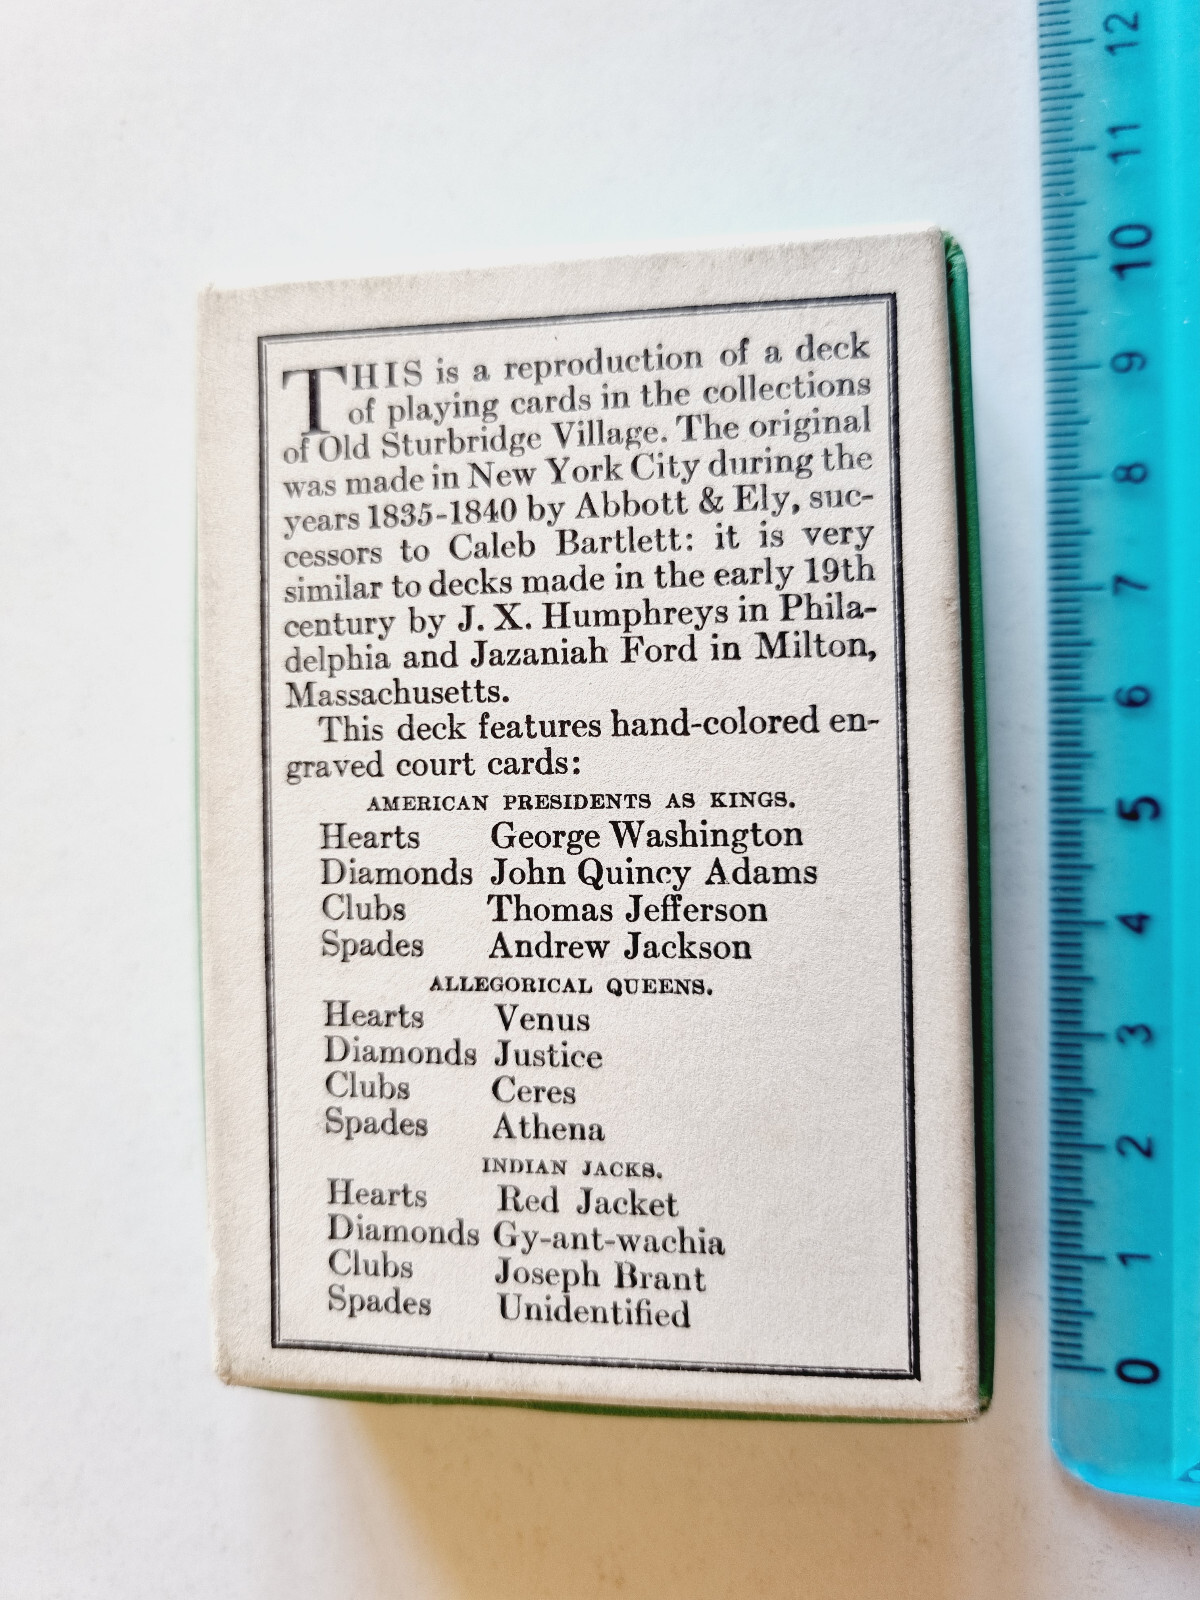 THIS is a reproduction of a deck
of playing cards in the collections
of Old Sturbridge Village. The original
was made in New York City during the
years 1835-1840 by Abbott & Ely, suc-
cessors to Caleb Bartlett: it is very
similar to decks made in the early 19th
century by J. X. Humphreys in Phila-
delphia and Jazaniah Ford in Milton,
Massachusetts.
This deck features hand-colored en-
graved court cards:
AMERICAN PRESIDENTS AS KINGS.
Hearts George Washington
Diamonds John Quincy Adams
Clubs Thomas Jefferson
Spades Andrew Jackson
ALLEGORICAL QUEENS.
Hearts Venus
Diamonds Justice
Clubs Ceres
Spades Athena
INDIAN JACKS.
Hearts Red Jacket
Diamonds Gy-ant-wachia
Clubs Joseph Brant
Spades Unidentified
12
11
10
9
8
7
6
5
4
3
2
1
0